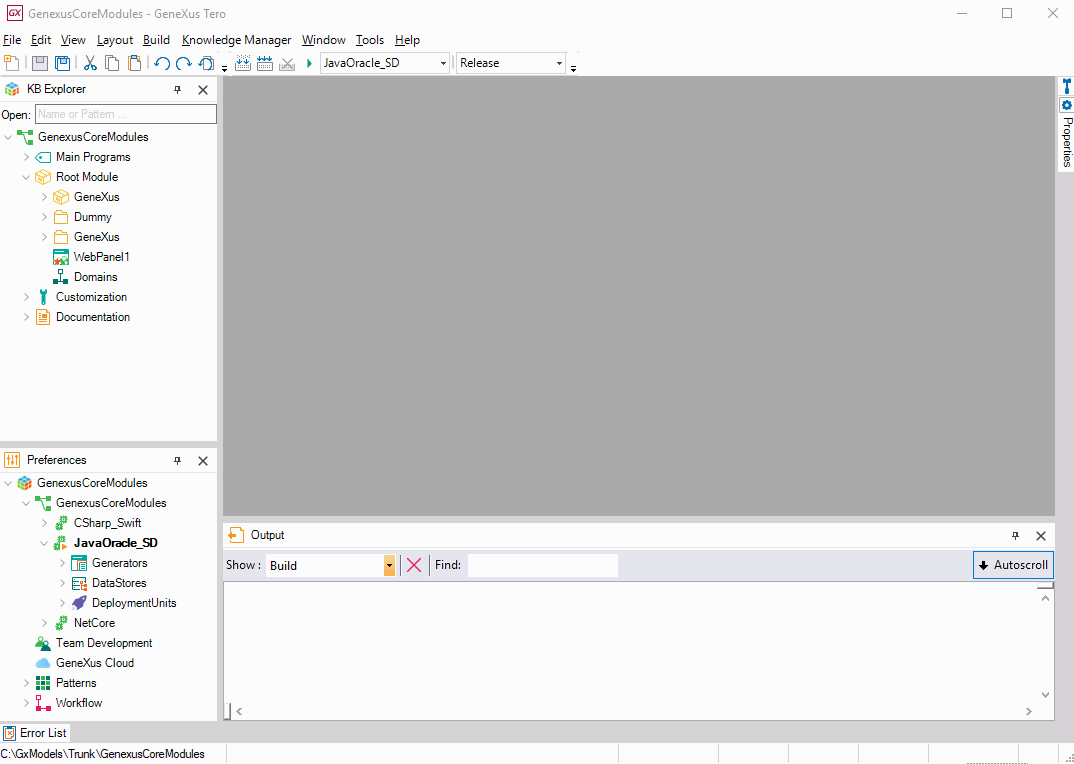 GX GenexusCoreModules - GeneXus Tero
File Edit View Layout Build Knowledge Manager Window Tools Help
JavaOracle_SD Release
KB Explorer
Open: Name or Pattern ...
GenexusCoreModules
Main Programs
Root Module
GeneXus
Dummy
GeneXus
WebPanel1
Domains
Customization
Documentation
Properties
Preferences
GenexusCoreModules
GenexusCoreModules
CSharp_Swift
JavaOracle_SD
Generators
DataStores
DeploymentUnits
NetCore
Team Development
GeneXus Cloud
Patterns
Workflow
Output
Show : Build Find: Autoscroll
Error List
C:\GxModels\Trunk\GenexusCoreModules